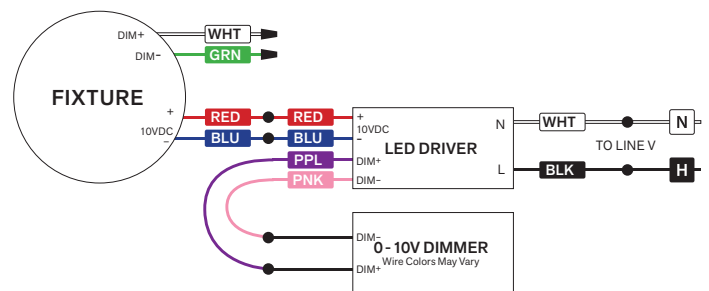 DIM+ WHT
DIM- GRN
FIXTURE
+ RED RED +
10VDC 10VDC
- BLU BLU -
PPL DIM+
PNK DIM-
LED DRIVER
N WHT N
TO LINE V
L BLK H
DIM-
0-10V DIMMER
Wire Colors May Vary
DIM+